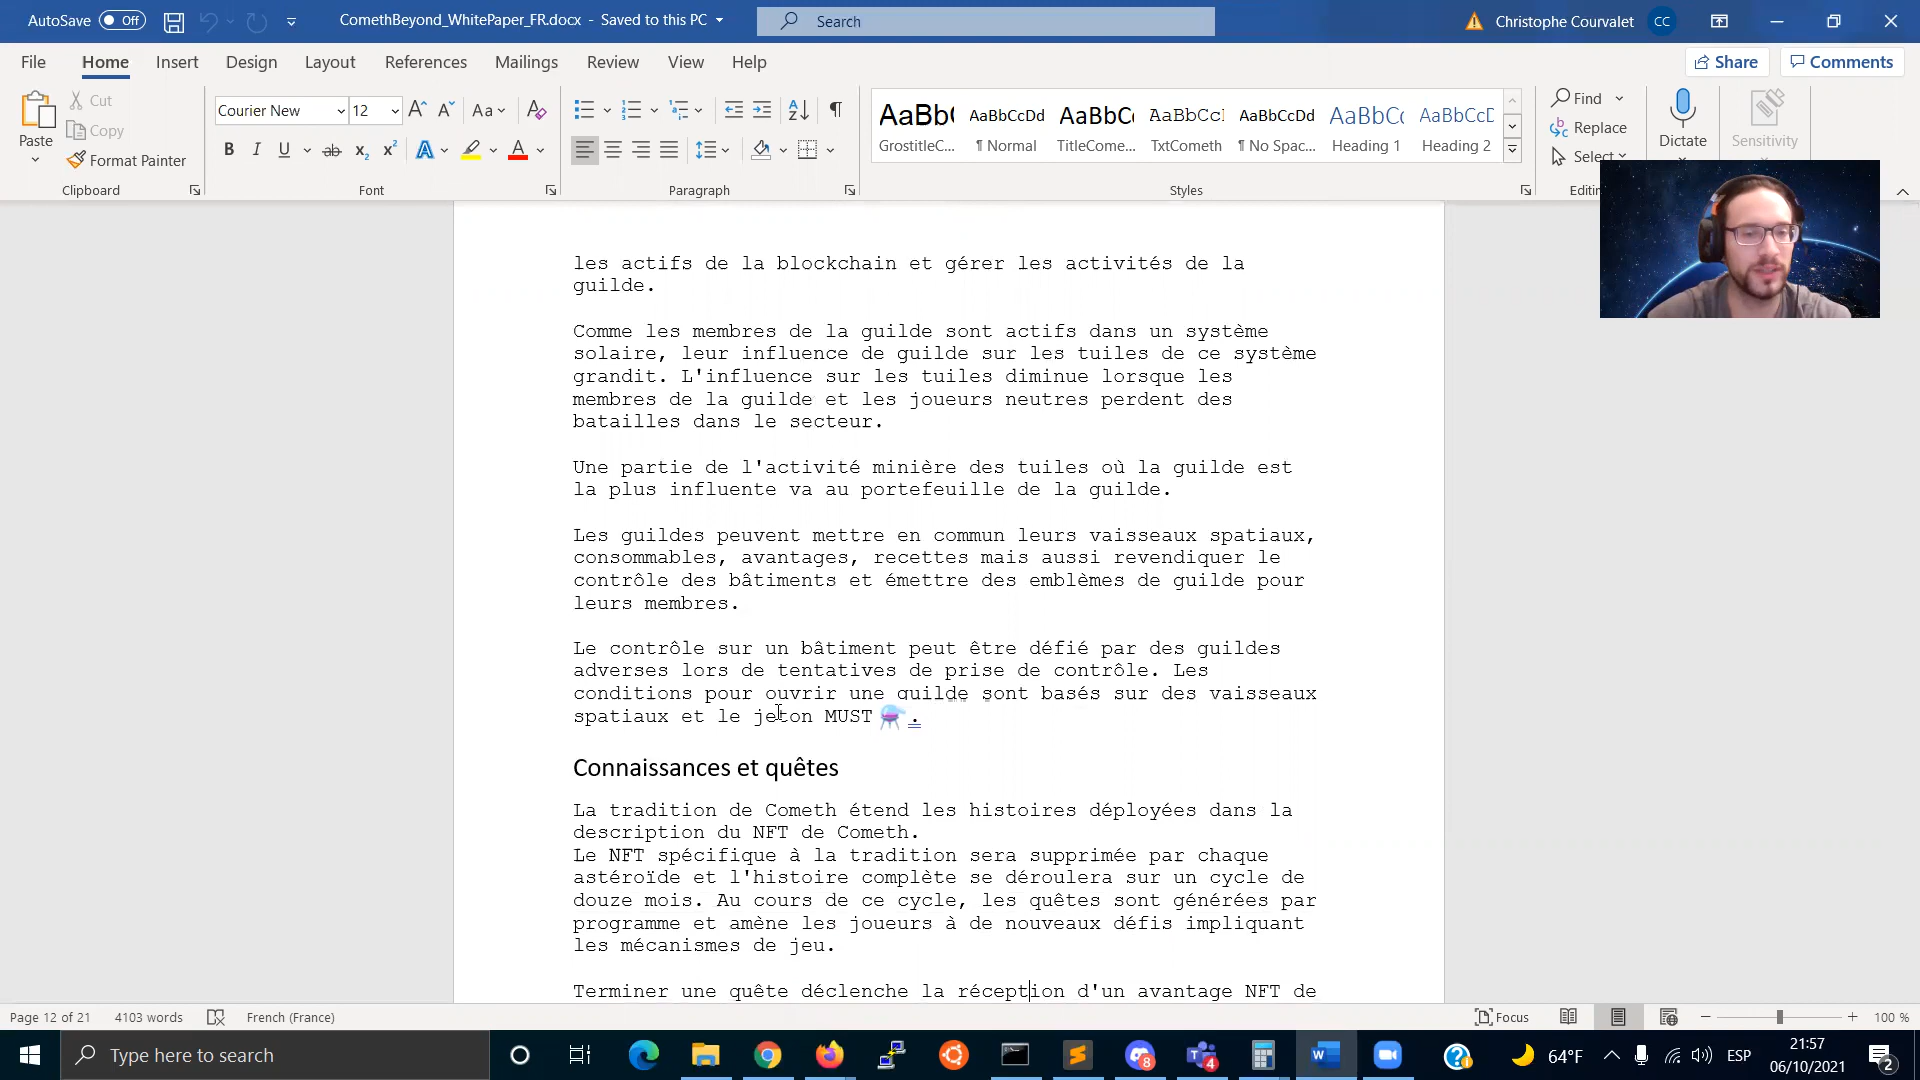 AutoSave Off ComethBeyond_WhitePaper_FR.docx - Saved to this PC Search Christophe Courvalet CC
File Home Insert Design Layout References Mailings Review View Help Share Comments
Paste Cut Copy Format Painter Clipboard
Courier New 12 Aa Font
Paragraph
AaBb( AaBbCcDd AaBbC( AaBbCcI AaBbCcDd AaBbC( AaBbCcD
GrostitleC... ¶ Normal TitleCome... TxtCometh ¶ No Spac... Heading 1 Heading 2
Styles
Find Replace Select Dictate Sensitivity
les actifs de la blockchain et gérer les activités de la
guilde.
Comme les membres de la guilde sont actifs dans un système
solaire, leur influence de guilde sur les tuiles de ce système
grandit. L'influence sur les tuiles diminue lorsque les
membres de la guilde et les joueurs neutres perdent des
batailles dans le secteur.
Une partie de l'activité minière des tuiles où la guilde est
la plus influente va au portefeuille de la guilde.
Les guildes peuvent mettre en commun leurs vaisseaux spatiaux,
consommables, avantages, recettes mais aussi revendiquer le
contrôle des bâtiments et émettre des emblèmes de guilde pour
leurs membres.
Le contrôle sur un bâtiment peut être défié par des guildes
adverses lors de tentatives de prise de contrôle. Les
conditions pour ouvrir une guilde sont basés sur des vaisseaux
spatiaux et le jeton MUST .
Connaissances et quêtes
La tradition de Cometh étend les histoires déployées dans la
description du NFT de Cometh.
Le NFT spécifique à la tradition sera supprimée par chaque
astéroïde et l'histoire complète se déroulera sur un cycle de
douze mois. Au cours de ce cycle, les quêtes sont générées par
programme et amène les joueurs à de nouveaux défis impliquant
les mécanismes de jeu.
Terminer une quête déclenche la réception d'un avantage NFT de
Page 12 of 21 4103 words French (France) Focus 100 %
Type here to search 64°F ESP 21:57
06/10/2021